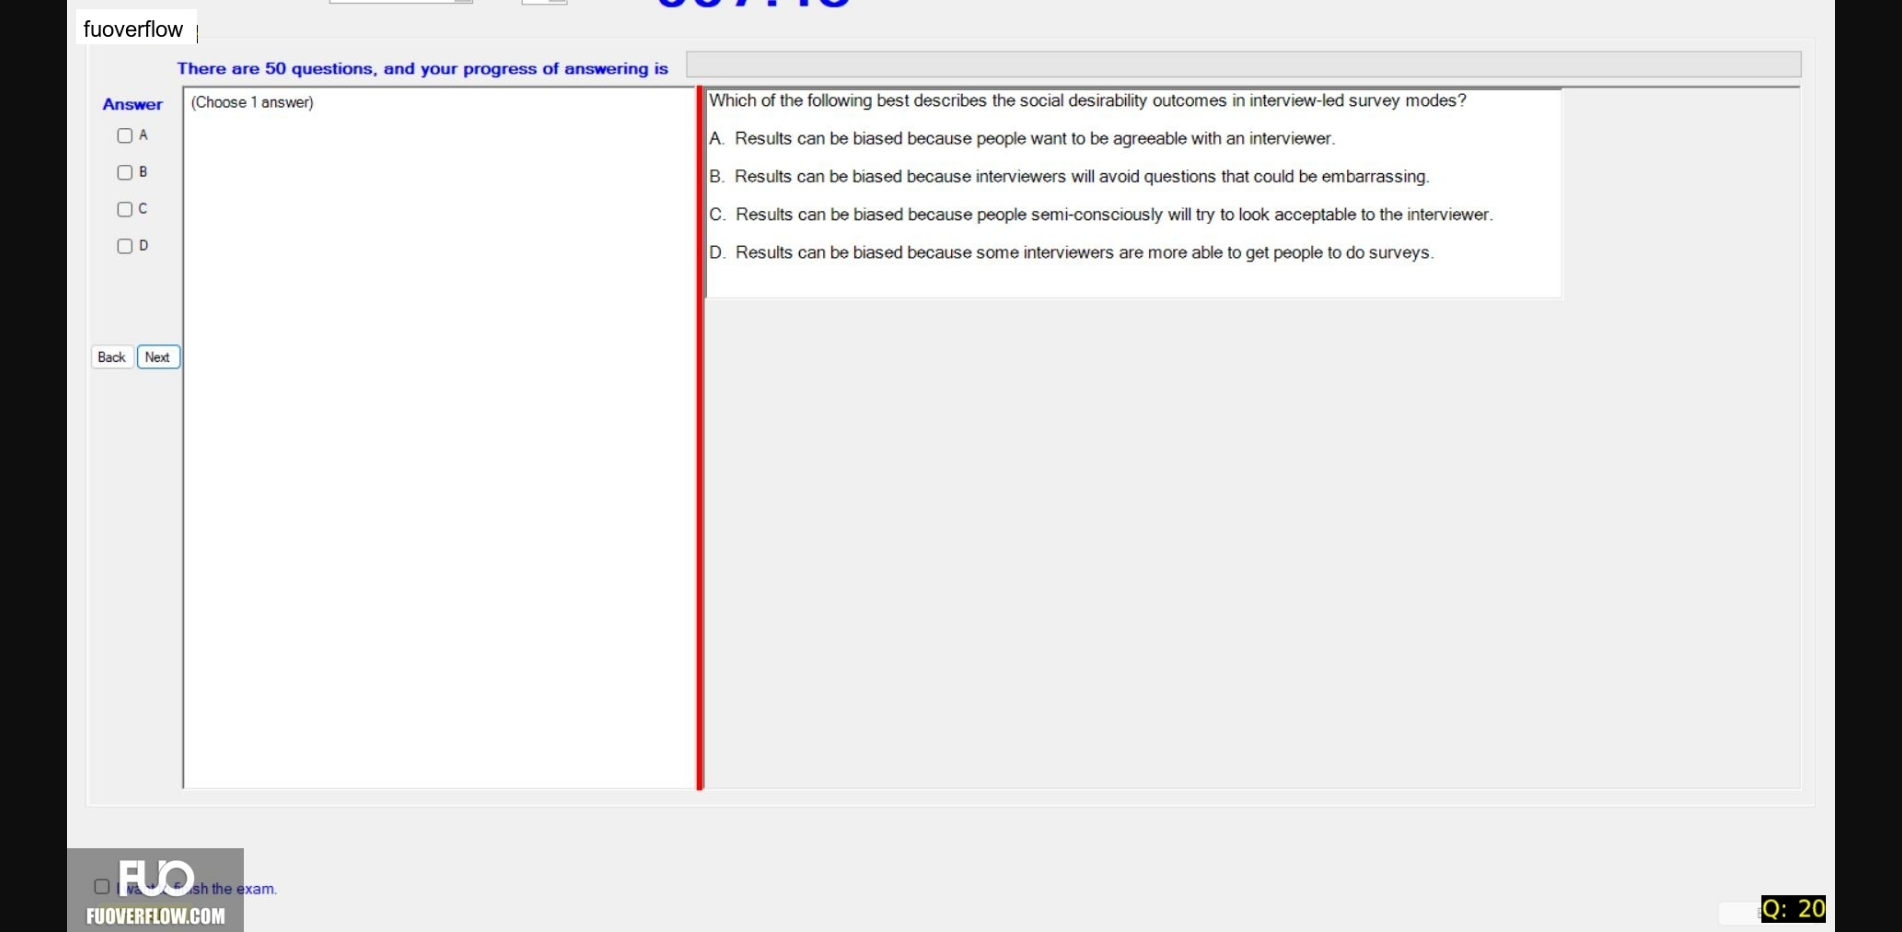 fuoverflow
There are 50 questions, and your progress of answering is
Answer
(Choose 1 answer)
A
B
C
D
Back Next
Which of the following best describes the social desirability outcomes in interview-led survey modes?
A. Results can be biased because people want to be agreeable with an interviewer.
B. Results can be biased because interviewers will avoid questions that could be embarrassing.
C. Results can be biased because people semi-consciously will try to look acceptable to the interviewer.
D. Results can be biased because some interviewers are more able to get people to do surveys.
FUO
the exam.
FUOVERFLOW.COM
Q: 20